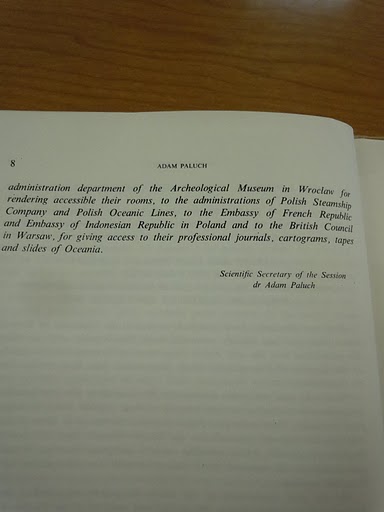 8
ADAM PALUCH
administration department of the Archeological Museum in Wrocław for
rendering accessible their rooms, to the administrations of Polish Steamship
Company and Polish Oceanic Lines, to the Embassy of French Republic
and Embassy of Indonesian Republic in Poland and to the British Council
in Warsaw, for giving access to their professional journals, cartograms, tapes
and slides of Oceania.
Scientific Secretary of the Session
dr Adam Paluch